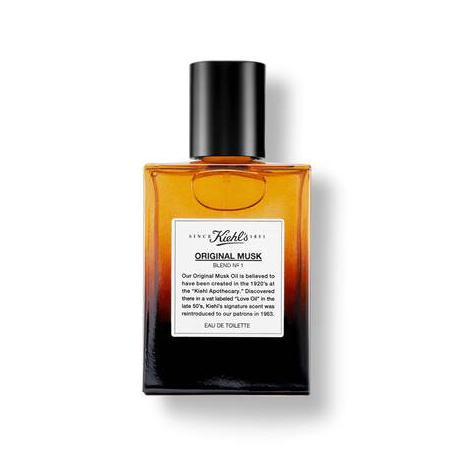 SINCE Kiehl's 1851
ORIGINAL MUSK
BLEND Nº 1
Our Original Musk Oil is believed to
have been created in the 1920's at
the "Kiehl Apothecary." Discovered
there in a vat labeled "Love Oil" in the
late 50's, Kiehl's signature scent was
reintroduced to our patrons in 1963.
EAU DE TOILETTE